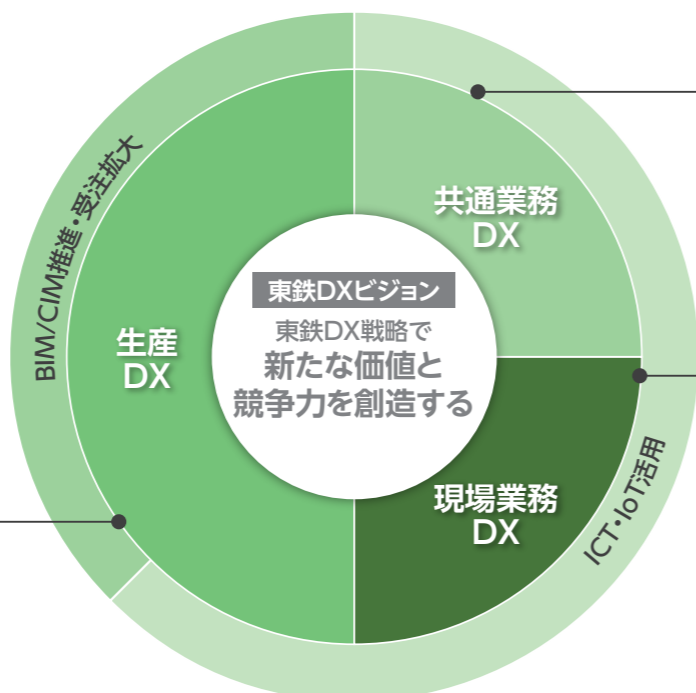 BIM/CIM推進・受注拡大
共通業務
DX
東鉄DXビジョン
東鉄DX戦略で
新たな価値と
競争力を創造する
生産
DX
現場業務
DX
ICT・IoT活用